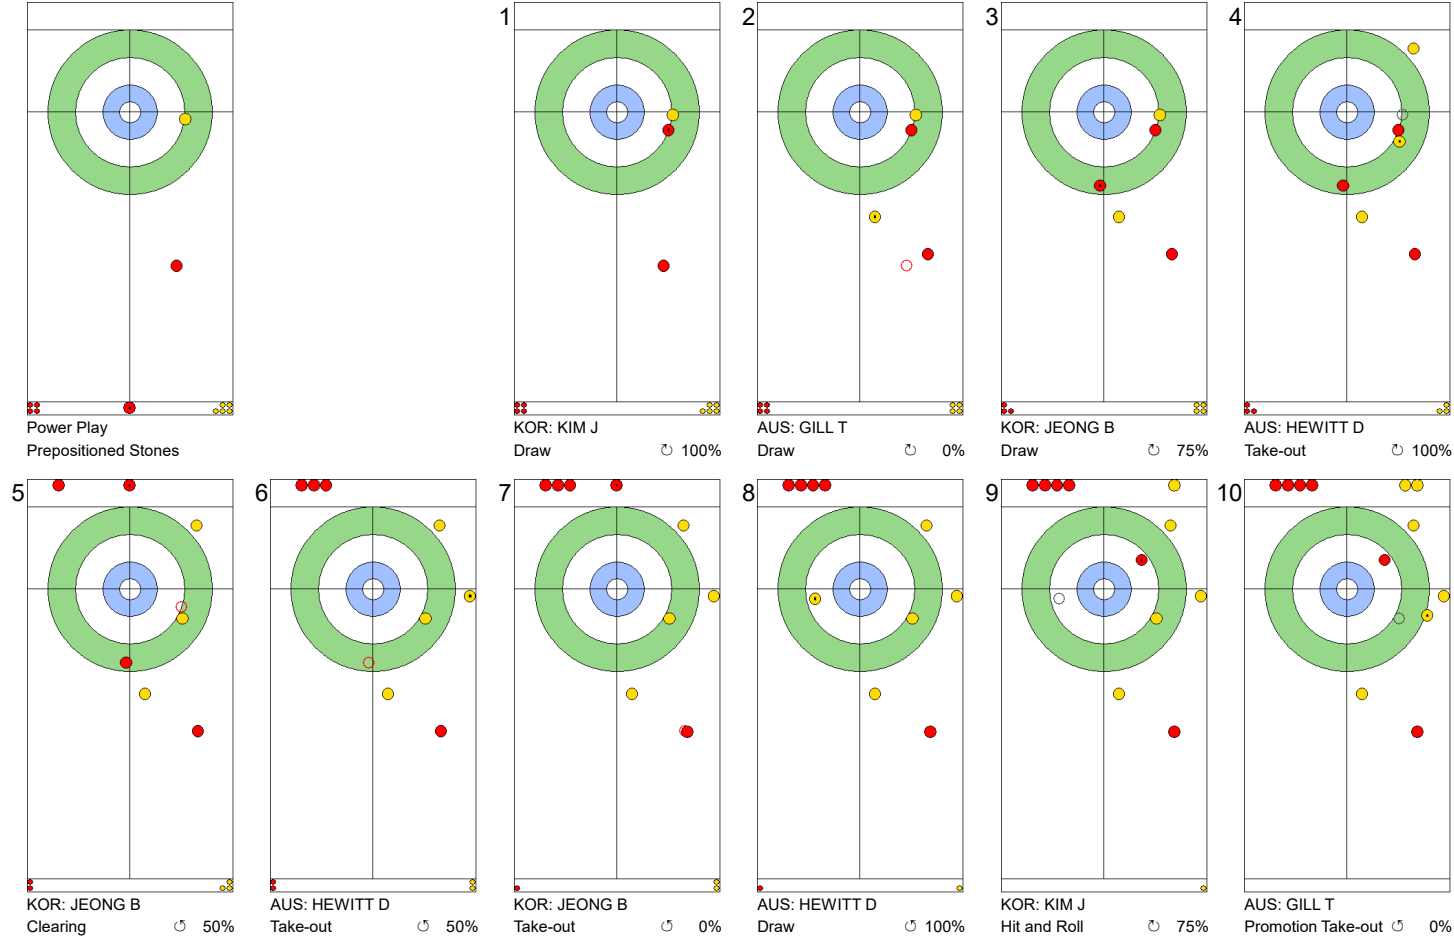 1
2
3
4
Power Play
Prepositioned Stones
KOR: KIM J
Draw ↻ 100%
AUS: GILL T
Draw ↻ 0%
KOR: JEONG B
Draw ↻ 75%
AUS: HEWITT D
Take-out ↻ 100%
5
6
7
8
9
10
KOR: JEONG B
Clearing ↺ 50%
AUS: HEWITT D
Take-out ↺ 50%
KOR: JEONG B
Take-out ↺ 0%
AUS: HEWITT D
Draw ↺ 100%
KOR: KIM J
Hit and Roll ↻ 75%
AUS: GILL T
Promotion Take-out ↺ 0%